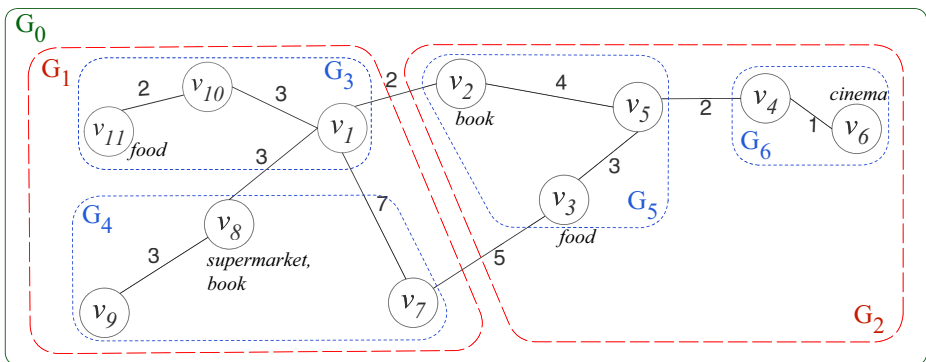 G0
G1
G3
2
v10
3
v11
food
v1
2
v2
book
4
v5
2
v4
cinema
1
v6
G6
3
3
v3
food
G5
G4
v8
supermarket,
book
7
3
v9
v7
5
G2